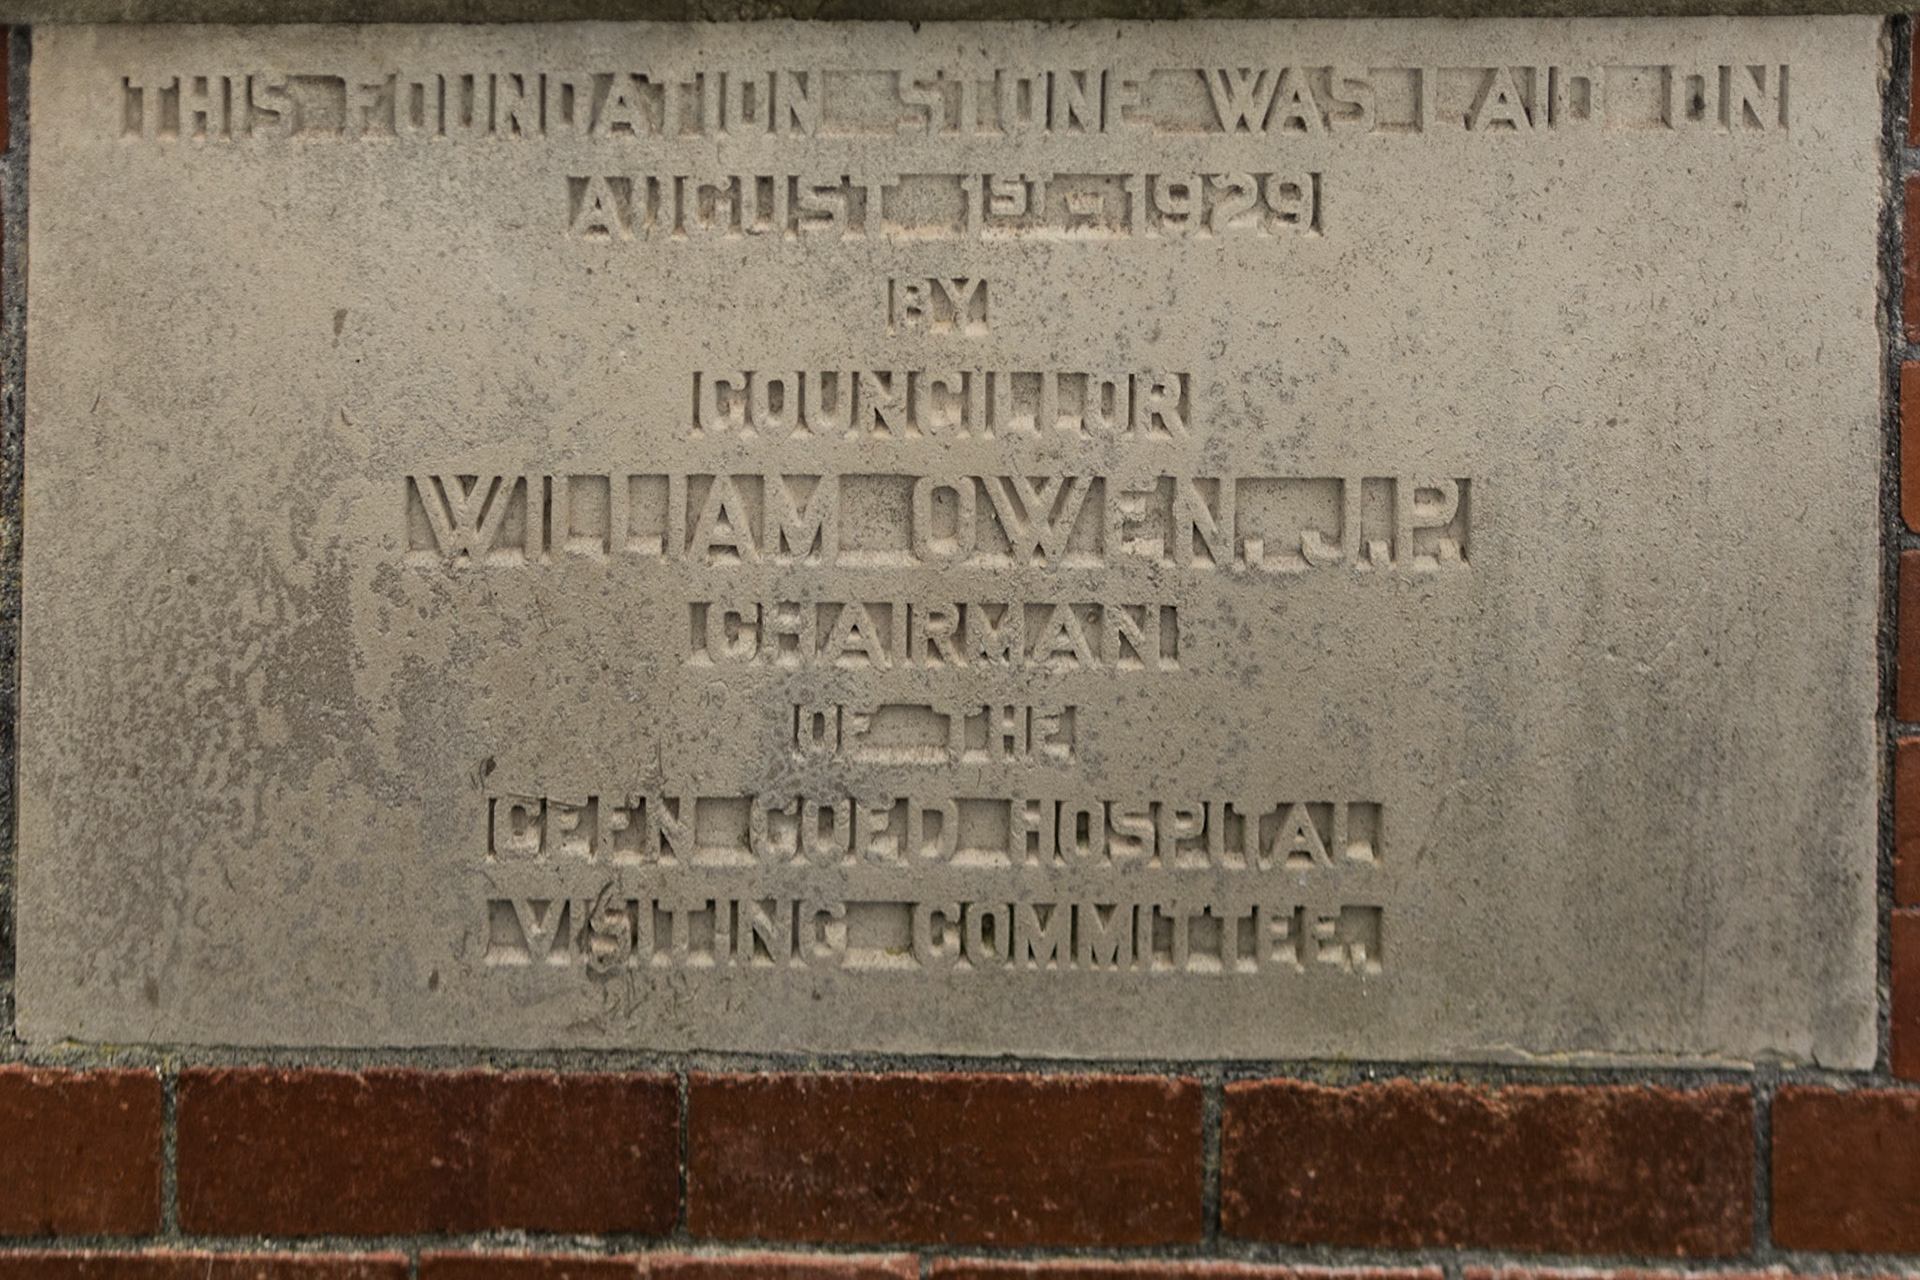 THIS FOUNDATION STONE WAS LAID ON
AUGUST 1ST - 1929
BY
COUNCILLOR
WILLIAM OWEN. J.P.
CHAIRMAN
OF THE
CEFN COED HOSPITAL
VISITING COMMITTEE.